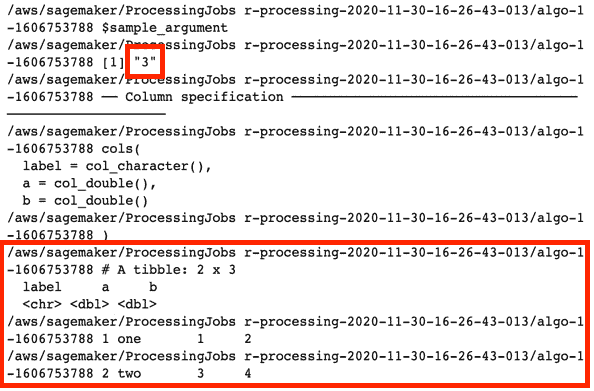 /aws/sagemaker/ProcessingJobs r-processing-2020-11-30-16-26-43-013/algo-1
-1606753788 $sample_argument
/aws/sagemaker/ProcessingJobs r-processing-2020-11-30-16-26-43-013/algo-1
-1606753788 [1] "3"
/aws/sagemaker/ProcessingJobs r-processing-2020-11-30-16-26-43-013/algo-1
-1606753788 ── Column specification ────────────────────────────────────
────────────────────
/aws/sagemaker/ProcessingJobs r-processing-2020-11-30-16-26-43-013/algo-1
-1606753788 cols(
  label = col_character(),
  a = col_double(),
  b = col_double()
/aws/sagemaker/ProcessingJobs r-processing-2020-11-30-16-26-43-013/algo-1
-1606753788 )
/aws/sagemaker/ProcessingJobs r-processing-2020-11-30-16-26-43-013/algo-1
-1606753788 # A tibble: 2 x 3
  label     a     b
  <chr> <dbl> <dbl>
/aws/sagemaker/ProcessingJobs r-processing-2020-11-30-16-26-43-013/algo-1
-1606753788 1 one       1     2
/aws/sagemaker/ProcessingJobs r-processing-2020-11-30-16-26-43-013/algo-1
-1606753788 2 two       3     4